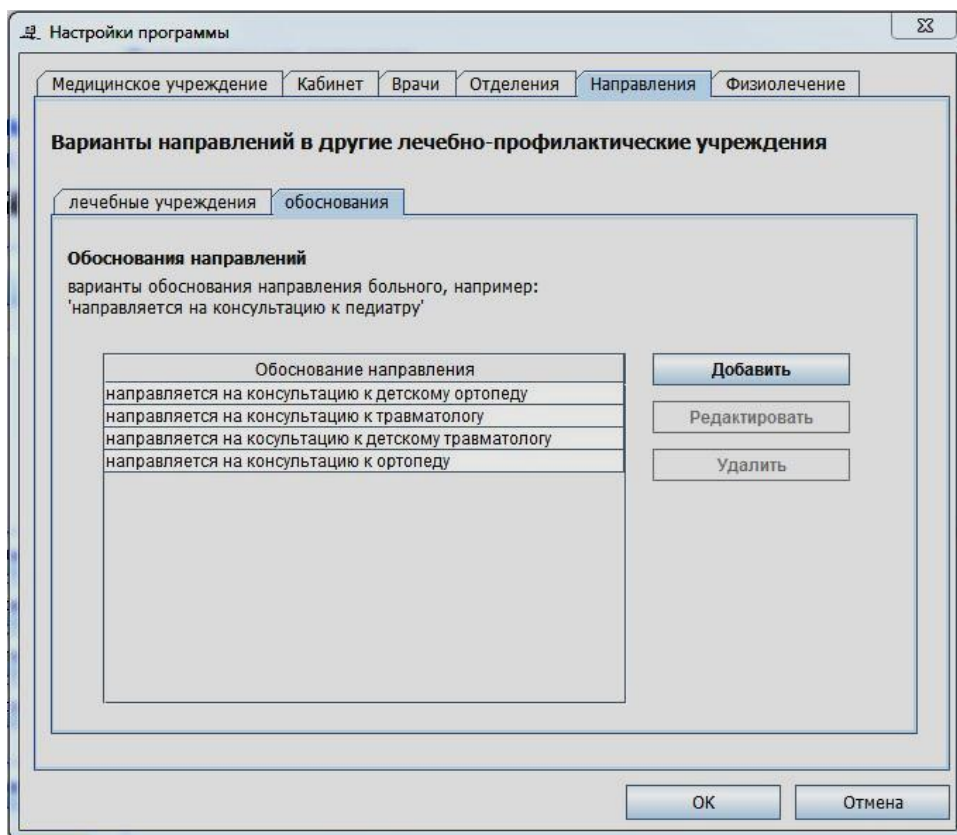 Настройки программы
Медицинское учреждение Кабинет Врачи Отделения Направления Физиолечение
Варианты направлений в другие лечебно-профилактические учреждения
лечебные учреждения обоснования
Обоснования направлений
варианты обоснования направления больного, например:
'направляется на консультацию к педиатру'
Обоснование направления
направляется на консультацию к детскому ортопеду
направляется на консультацию к травматологу
направляется на косультацию к детскому травматологу
направляется на консультацию к ортопеду
Добавить
Редактировать
Удалить
OK Отмена